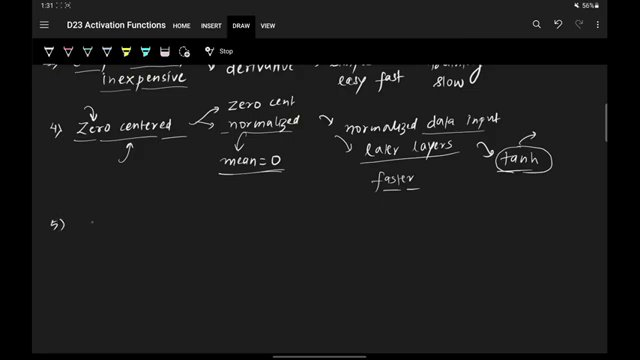 1:31
56%
D23 Activation Functions
HOME INSERT DRAW VIEW
Stop
inexpensive derivative easy fast slow
4) Zero centered zero cent normalized data input tanh
normalized later layers
mean = 0 faster
5)